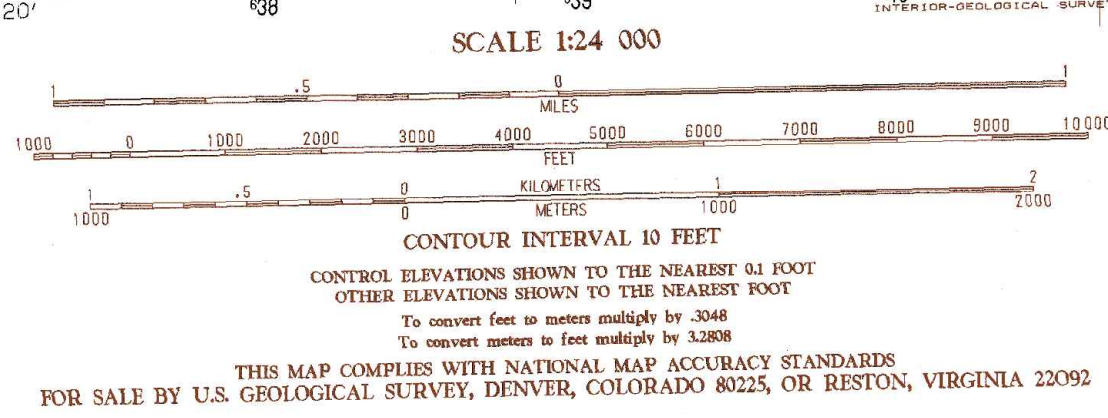 20' ⁶38 ⁶39
INTERIOR-GEOLOGICAL SURVEY
SCALE 1:24 000
1 .5 0 1
MILES
1000 0 1000 2000 3000 4000 5000 6000 7000 8000 9000 10000
FEET
1 .5 0 KILOMETERS 1 2
1000 0 METERS 1000 2000
CONTOUR INTERVAL 10 FEET
CONTROL ELEVATIONS SHOWN TO THE NEAREST 0.1 FOOT
OTHER ELEVATIONS SHOWN TO THE NEAREST FOOT
To convert feet to meters multiply by .3048
To convert meters to feet multiply by 3.2808
THIS MAP COMPLIES WITH NATIONAL MAP ACCURACY STANDARDS
FOR SALE BY U.S. GEOLOGICAL SURVEY, DENVER, COLORADO 80225, OR RESTON, VIRGINIA 22092